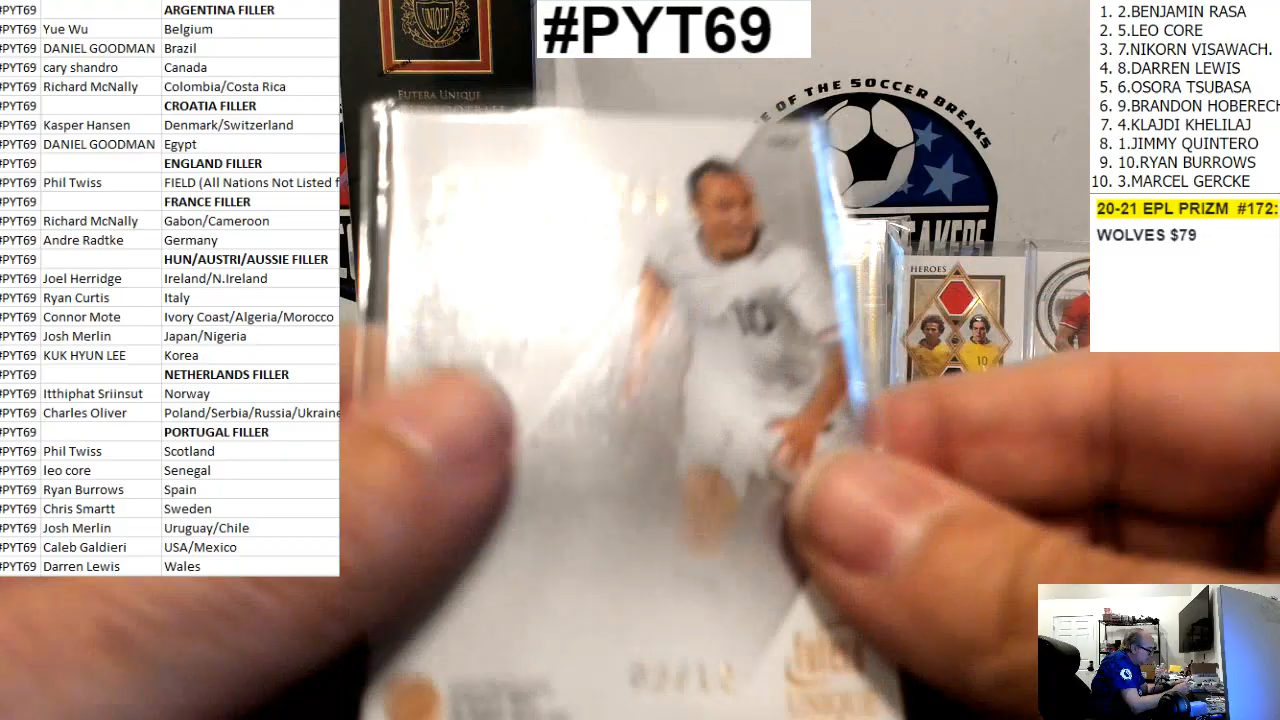 #PYT69 ARGENTINA FILLER
#PYT69 Yue Wu Belgium
#PYT69 DANIEL GOODMAN Brazil
#PYT69 cary shandro Canada
#PYT69 Richard McNally Colombia/Costa Rica
#PYT69 CROATIA FILLER
#PYT69 Kasper Hansen Denmark/Switzerland
#PYT69 DANIEL GOODMAN Egypt
#PYT69 ENGLAND FILLER
#PYT69 Phil Twiss FIELD (All Nations Not Listed f
#PYT69 FRANCE FILLER
#PYT69 Richard McNally Gabon/Cameroon
#PYT69 Andre Radtke Germany
#PYT69 HUN/AUSTRI/AUSSIE FILLER
#PYT69 Joel Herridge Ireland/N.Ireland
#PYT69 Ryan Curtis Italy
#PYT69 Connor Mote Ivory Coast/Algeria/Morocco
#PYT69 Josh Merlin Japan/Nigeria
#PYT69 KUK HYUN LEE Korea
#PYT69 NETHERLANDS FILLER
#PYT69 Itthiphat Sriinsut Norway
#PYT69 Charles Oliver Poland/Serbia/Russia/Ukraine
#PYT69 PORTUGAL FILLER
#PYT69 Phil Twiss Scotland
#PYT69 leo core Senegal
#PYT69 Ryan Burrows Spain
#PYT69 Chris Smartt Sweden
#PYT69 Josh Merlin Uruguay/Chile
#PYT69 Caleb Galdieri USA/Mexico
#PYT69 Darren Lewis Wales
UNIQUE
FUTERA UNIQUE
#PYT69
OF THE SOCCER BREAKS
HEROES
10
10
1. 2.BENJAMIN RASA
2. 5.LEO CORE
3. 7.NIKORN VISAWACH.
4. 8.DARREN LEWIS
5. 6.OSORA TSUBASA
6. 9.BRANDON HOBERECH
7. 4.KLAJDI KHELILAJ
8. 1.JIMMY QUINTERO
9. 10.RYAN BURROWS
10. 3.MARCEL GERCKE
20-21 EPL PRIZM #172:
WOLVES $79